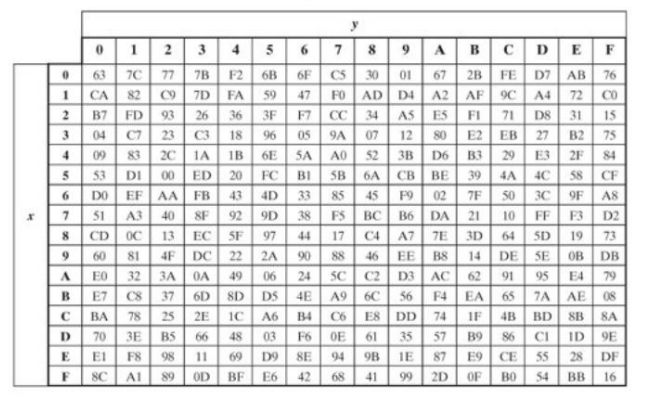 y
0 1 2 3 4 5 6 7 8 9 A B C D E F
0 63 7C 77 7B F2 6B 6F C5 30 01 67 2B FE D7 AB 76
1 CA 82 C9 7D FA 59 47 F0 AD D4 A2 AF 9C A4 72 C0
2 B7 FD 93 26 36 3F F7 CC 34 A5 E5 F1 71 D8 31 15
3 04 C7 23 C3 18 96 05 9A 07 12 80 E2 EB 27 B2 75
4 09 83 2C 1A 1B 6E 5A A0 52 3B D6 B3 29 E3 2F 84
5 53 D1 00 ED 20 FC B1 5B 6A CB BE 39 4A 4C 58 CF
6 D0 EF AA FB 43 4D 33 85 45 F9 02 7F 50 3C 9F A8
x 7 51 A3 40 8F 92 9D 38 F5 BC B6 DA 21 10 FF F3 D2
8 CD 0C 13 EC 5F 97 44 17 C4 A7 7E 3D 64 5D 19 73
9 60 81 4F DC 22 2A 90 88 46 EE B8 14 DE 5E 0B DB
A E0 32 3A 0A 49 06 24 5C C2 D3 AC 62 91 95 E4 79
B E7 C8 37 6D 8D D5 4E A9 6C 56 F4 EA 65 7A AE 08
C BA 78 25 2E 1C A6 B4 C6 E8 DD 74 1F 4B BD 8B 8A
D 70 3E B5 66 48 03 F6 0E 61 35 57 B9 86 C1 1D 9E
E E1 F8 98 11 69 D9 8E 94 9B 1E 87 E9 CE 55 28 DF
F 8C A1 89 0D BF E6 42 68 41 99 2D 0F B0 54 BB 16